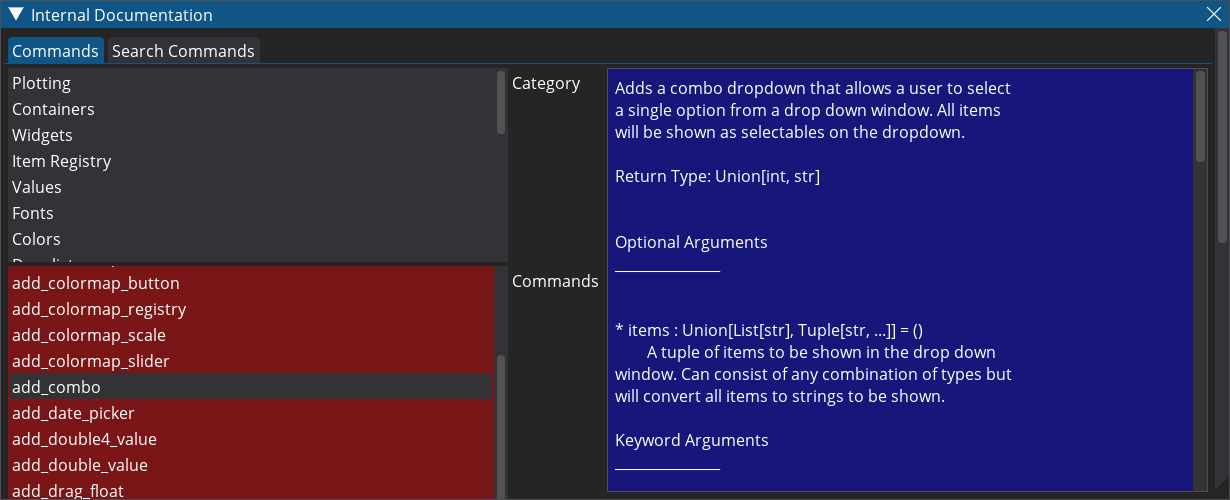 Internal Documentation
Commands
Search Commands
Plotting
Containers
Widgets
Item Registry
Values
Fonts
Colors
Category
add_colormap_button
add_colormap_registry
add_colormap_scale
add_colormap_slider
add_combo
add_date_picker
add_double4_value
add_double_value
add_drag_float
Commands
Adds a combo dropdown that allows a user to select
a single option from a drop down window. All items
will be shown as selectables on the dropdown.
Return Type: Union[int, str]
Optional Arguments
* items : Union[List[str], Tuple[str, ...]] = ()
A tuple of items to be shown in the drop down
window. Can consist of any combination of types but
will convert all items to strings to be shown.
Keyword Arguments